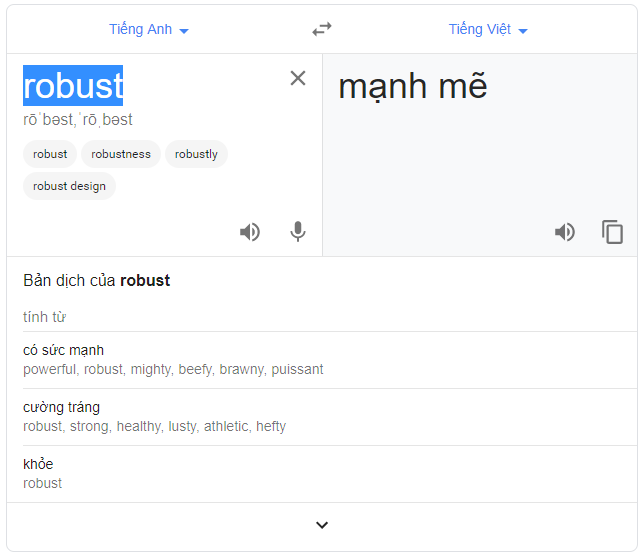 Tiếng Anh
Tiếng Việt
robust
rōˈbəst,ˈrōˌbəst
robust
robustness
robustly
robust design
mạnh mẽ
Bản dịch của robust
tính từ
có sức mạnh
powerful, robust, mighty, beefy, brawny, puissant
cường tráng
robust, strong, healthy, lusty, athletic, hefty
khỏe
robust